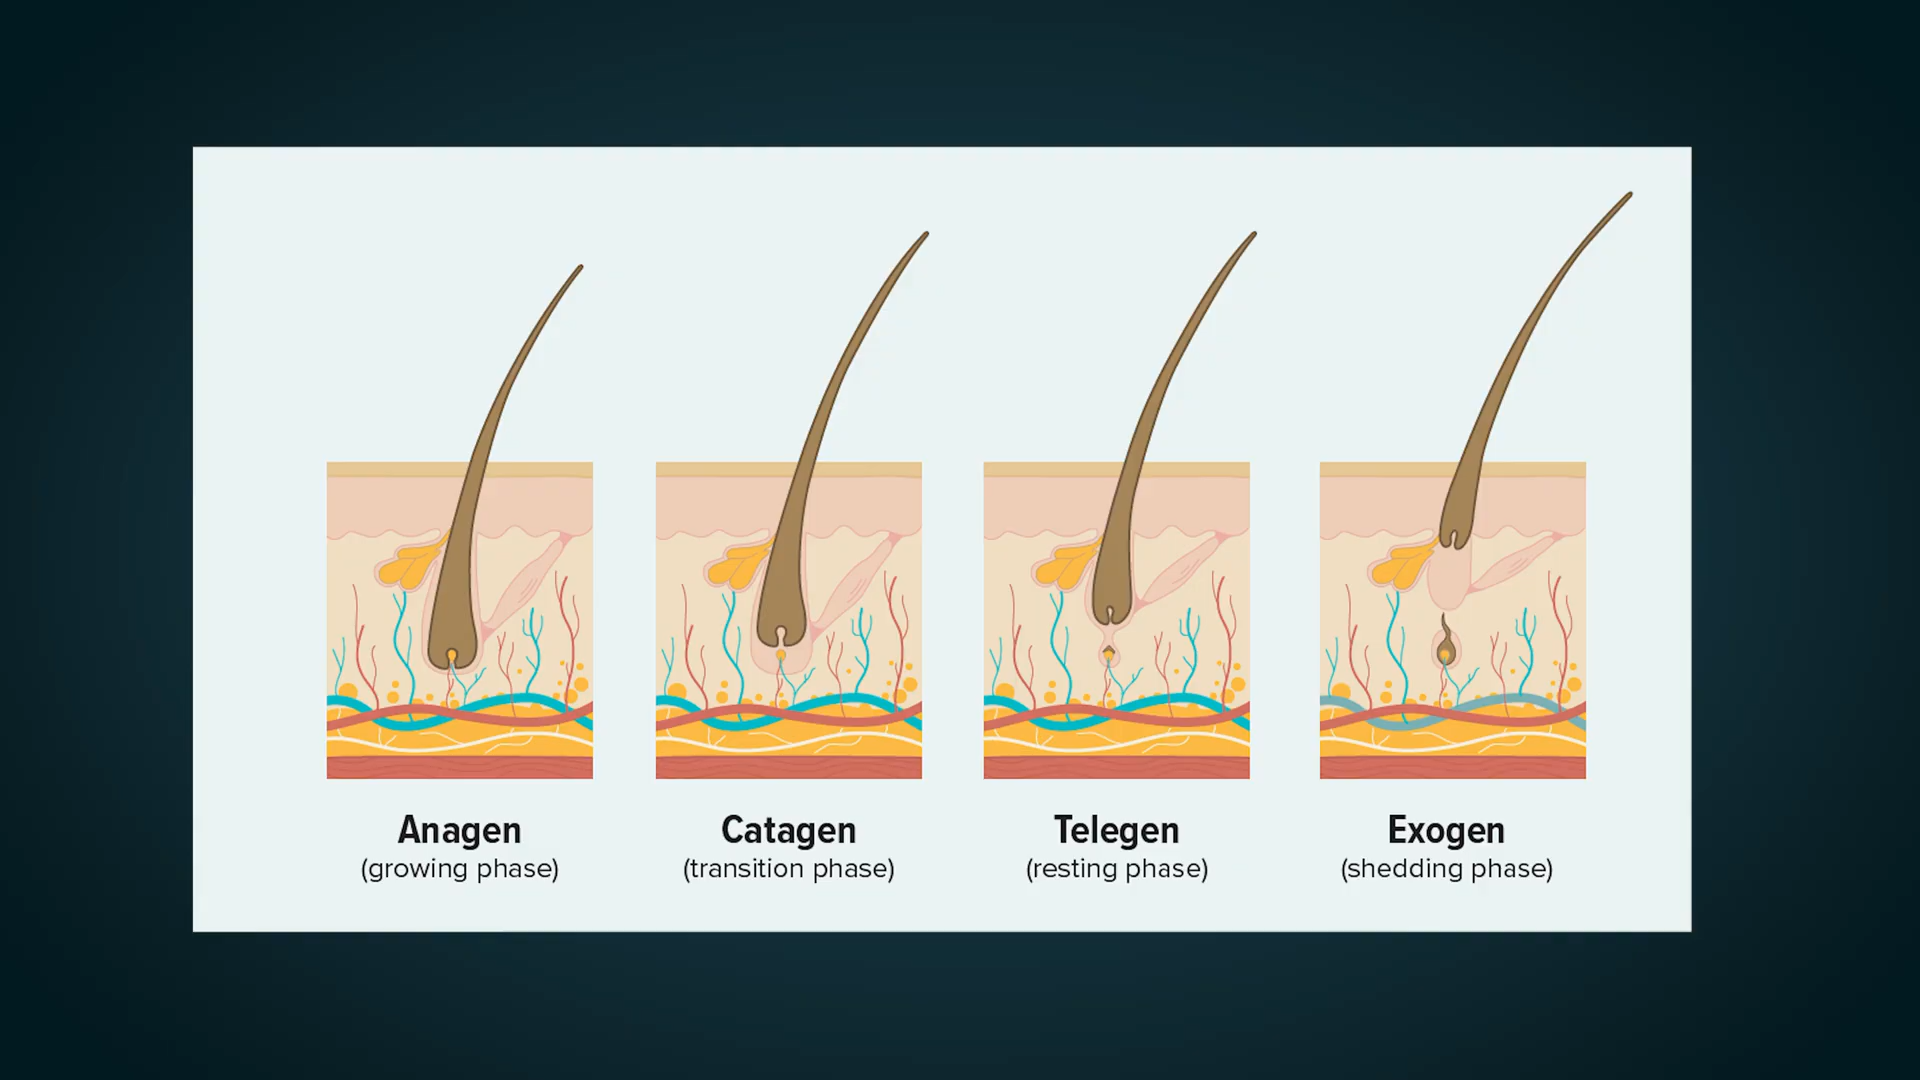 Anagen
(growing phase)
Catagen
(transition phase)
Telegen
(resting phase)
Exogen
(shedding phase)